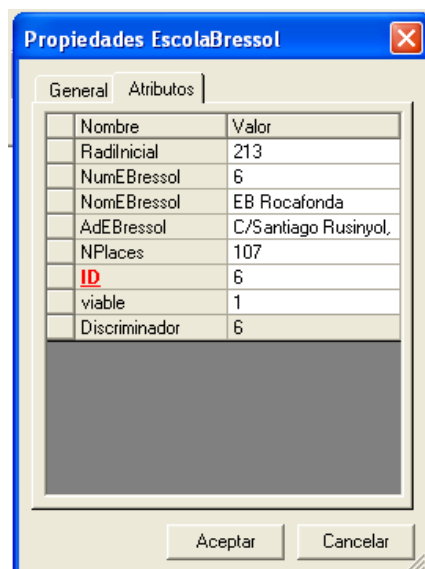 Propiedades EscolaBressol
General Atributos
Nombre Valor
RadiInicial 213
NumEBressol 6
NomEBressol EB Rocafonda
AdEBressol C/Santiago Rusinyol,
NPlaces 107
ID 6
viable 1
Discriminador 6
Aceptar Cancelar